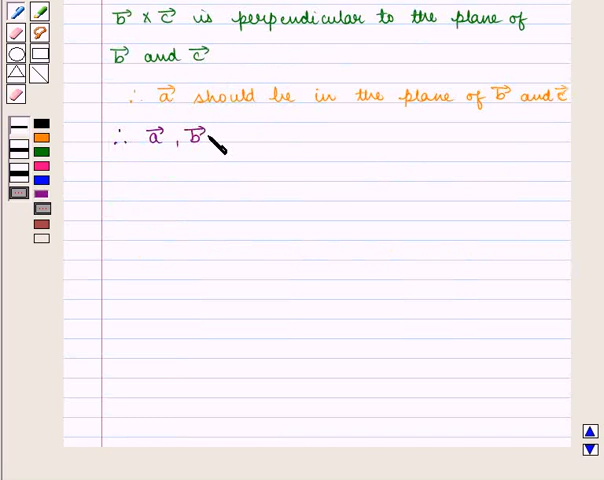 b⃗ × c⃗ is perpendicular to the plane of
b⃗ and c⃗
∴ a⃗ should be in the plane of b⃗ and c⃗
∴ a⃗ , b⃗